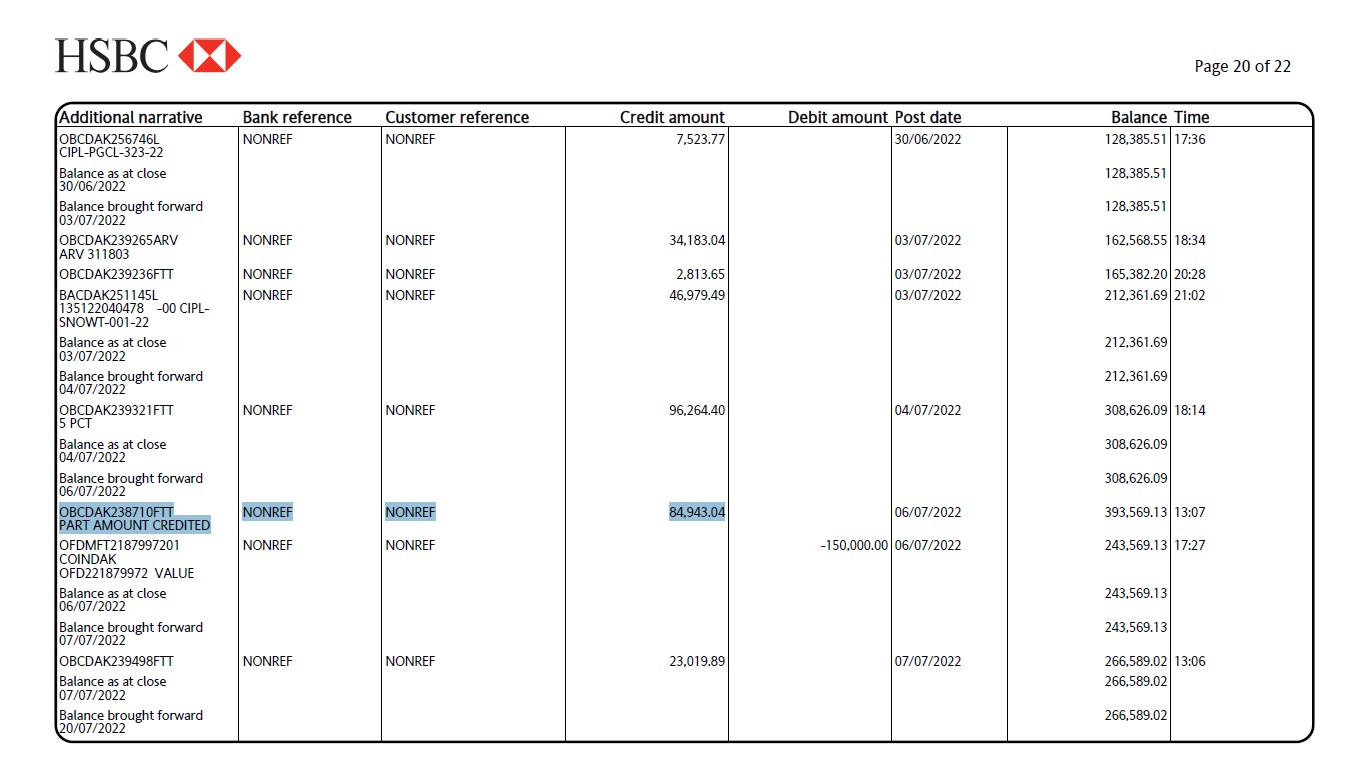 HSBC
Page 20 of 22
Additional narrative Bank reference Customer reference Credit amount Debit amount Post date Balance Time
OBCDAK256746L NONREF NONREF 7,523.77 30/06/2022 128,385.51 17:36
CIPL-PGCL-323-22
Balance as at close 128,385.51
30/06/2022
Balance brought forward 128,385.51
03/07/2022
OBCDAK239265ARV NONREF NONREF 34,183.04 03/07/2022 162,568.55 18:34
ARV 311803
OBCDAK239236FTT NONREF NONREF 2,813.65 03/07/2022 165,382.20 20:28
BACDAK251145L NONREF NONREF 46,979.49 03/07/2022 212,361.69 21:02
135122040478 -00 CIPL-
SNOWT-001-22
Balance as at close 212,361.69
03/07/2022
Balance brought forward 212,361.69
04/07/2022
OBCDAK239321FTT NONREF NONREF 96,264.40 04/07/2022 308,626.09 18:14
5 PCT
Balance as at close 308,626.09
04/07/2022
Balance brought forward 308,626.09
06/07/2022
OBCDAK238710FTT NONREF NONREF 84,943.04 06/07/2022 393,569.13 13:07
PART AMOUNT CREDITED
OFDMFT2187997201 NONREF NONREF -150,000.00 06/07/2022 243,569.13 17:27
COINDAK
OFD221879972 VALUE
Balance as at close 243,569.13
06/07/2022
Balance brought forward 243,569.13
07/07/2022
OBCDAK239498FTT NONREF NONREF 23,019.89 07/07/2022 266,589.02 13:06
Balance as at close 266,589.02
07/07/2022
Balance brought forward 266,589.02
20/07/2022